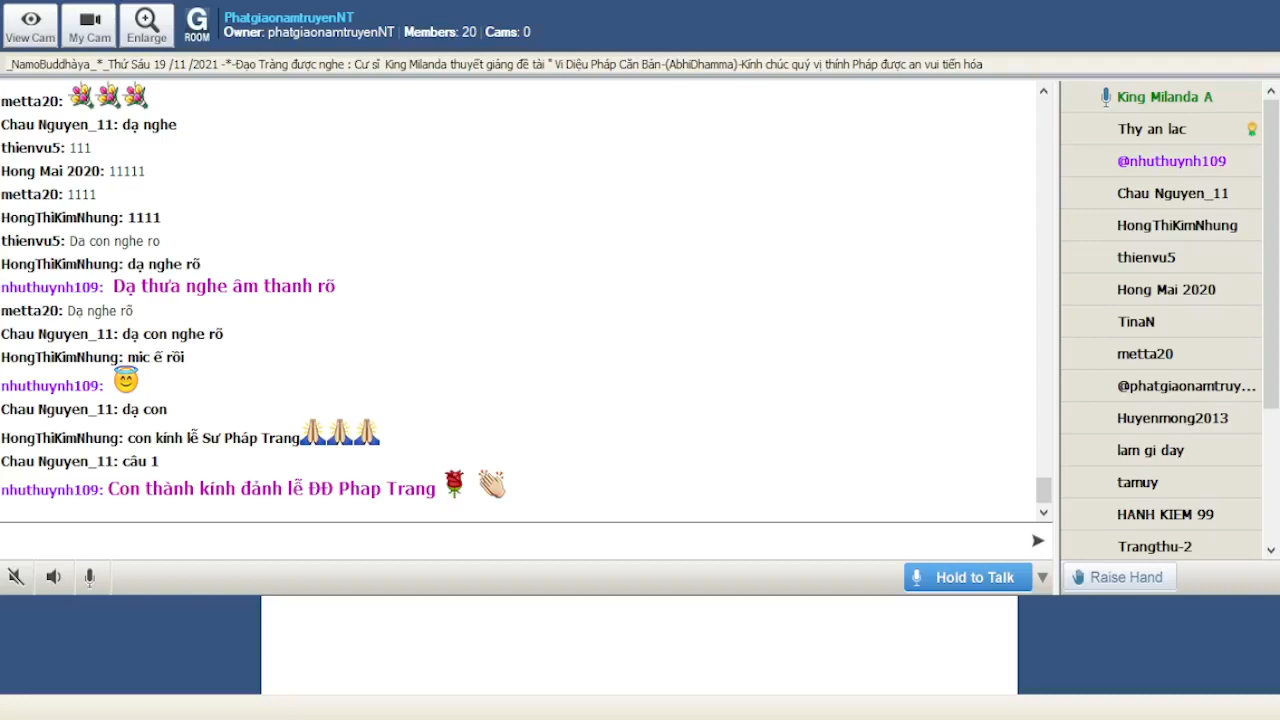 View Cam
My Cam
Enlarge
G
ROOM
PhatgiaonamtruyenNT
Owner: phatgiaonamtruyenNT | Members: 20 | Cams: 0
_NamoBuddhàya_*_Thứ Sáu 19 /11 /2021 -*-Đạo Tràng được nghe : Cư sĩ King Milanda thuyết giảng đề tài " Vi Diệu Pháp Căn Bản-(AbhiDhamma)-Kính chúc quý vị thính Pháp được an vui tiến hóa
metta20:
Chau Nguyen_11: dạ nghe
thienvu5: 111
Hong Mai 2020: 11111
metta20: 1111
HongThiKimNhung: 1111
thienvu5: Da con nghe ro
HongThiKimNhung: dạ nghe rõ
nhuthuynh109: Dạ thưa nghe âm thanh rõ
metta20: Dạ nghe rõ
Chau Nguyen_11: dạ con nghe rõ
HongThiKimNhung: mic ế rồi
nhuthuynh109:
Chau Nguyen_11: dạ con
HongThiKimNhung: con kính lễ Sư Pháp Trang
Chau Nguyen_11: câu 1
nhuthuynh109: Con thành kính đảnh lễ ĐĐ Phap Trang
King Milanda A
Thy an lac
@nhuthuynh109
Chau Nguyen_11
HongThiKimNhung
thienvu5
Hong Mai 2020
TinaN
metta20
@phatgiaonamtruy...
Huyenmong2013
lam gi day
tamuy
HANH KIEM 99
Trangthu-2
Hold to Talk
Raise Hand